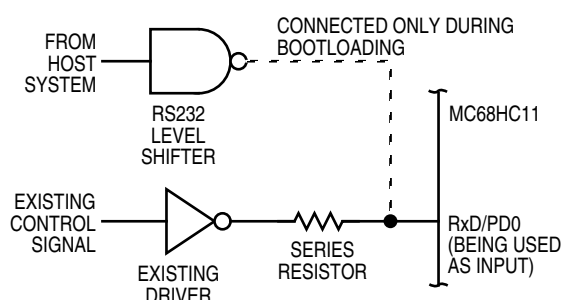 FROM
HOST
SYSTEM
CONNECTED ONLY DURING
BOOTLOADING
RS232
LEVEL
SHIFTER
MC68HC11
EXISTING
CONTROL
SIGNAL
EXISTING
DRIVER
SERIES
RESISTOR
RxD/PD0
(BEING USED
AS INPUT)